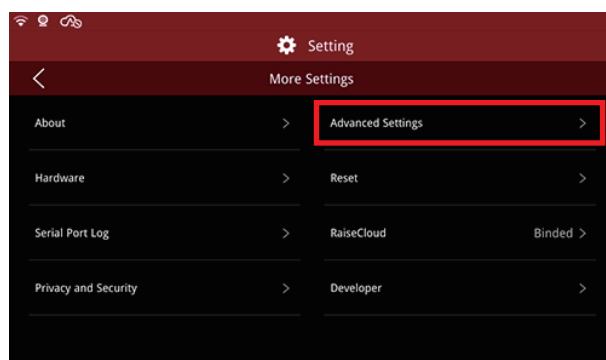 Setting
More Settings
About
Advanced Settings
Hardware
Reset
Serial Port Log
RaiseCloud Binded
Privacy and Security
Developer